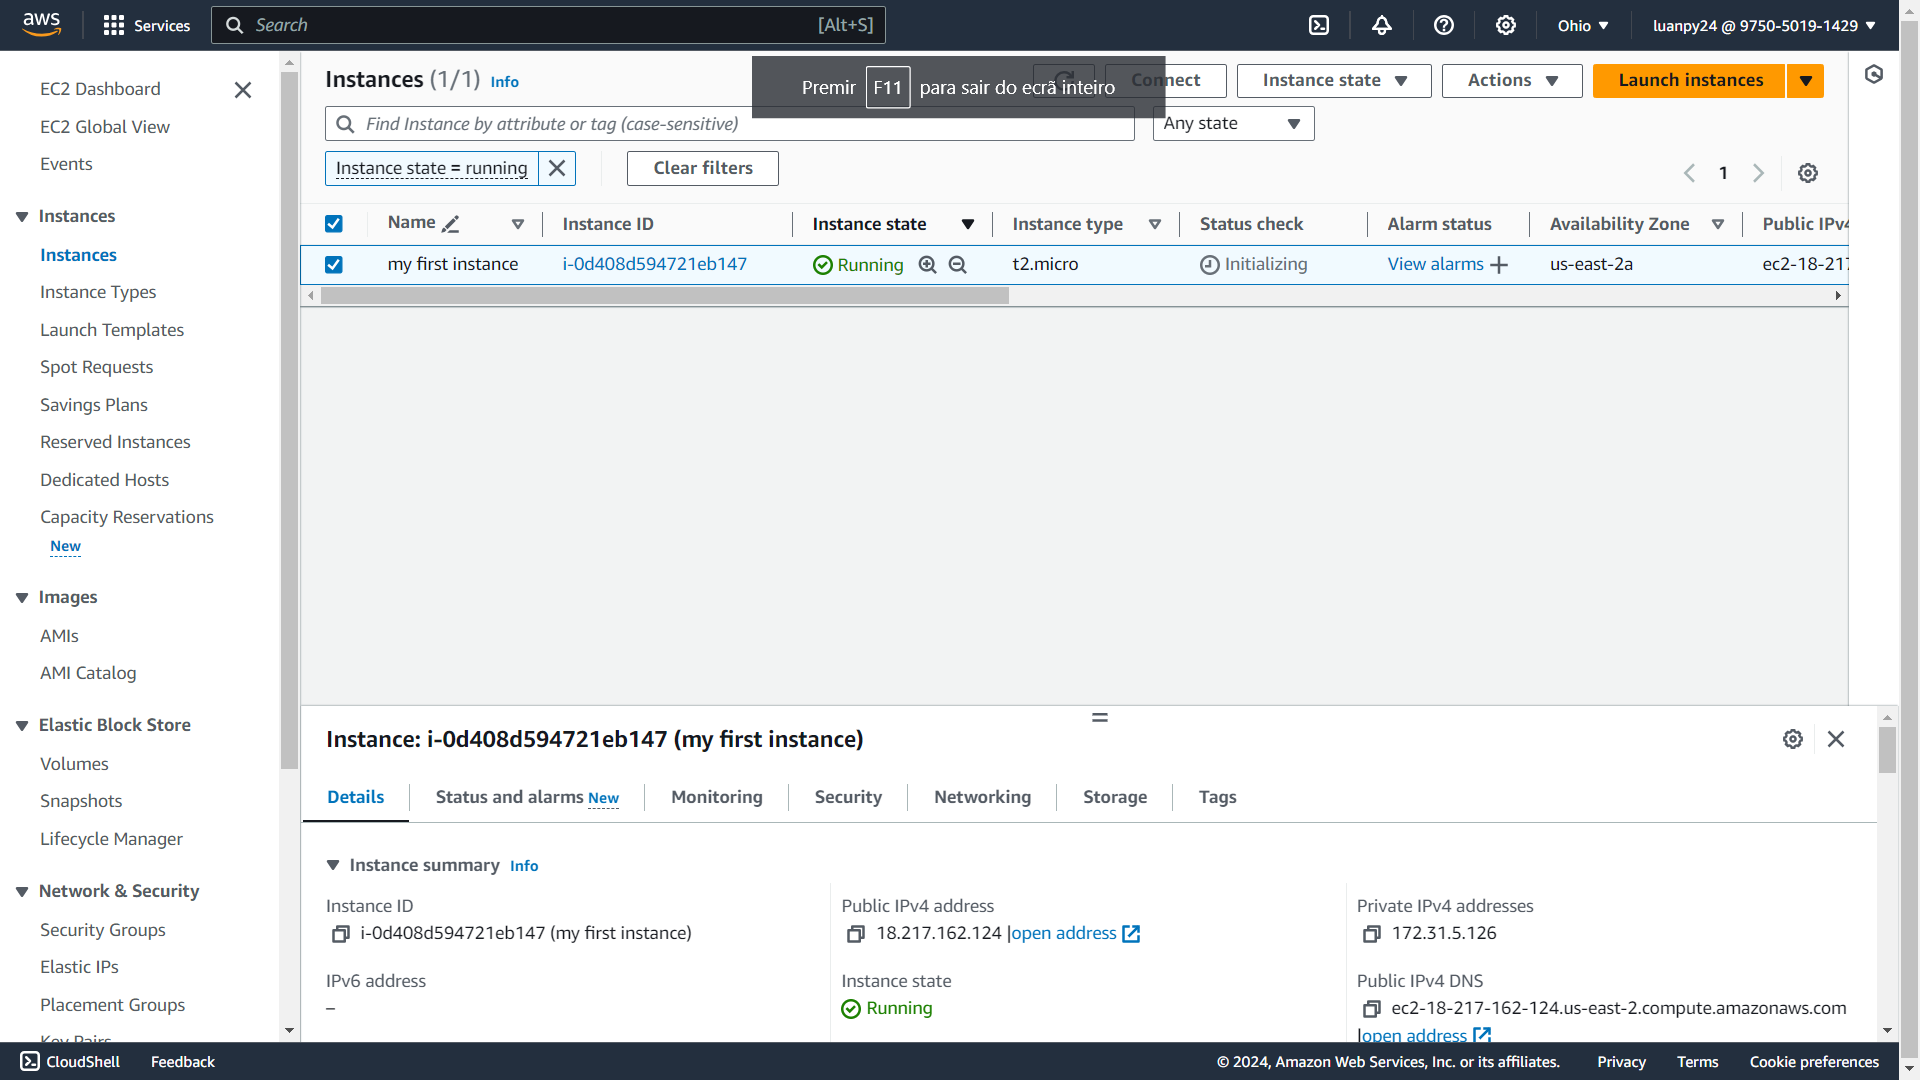 aws
Services
Search
[Alt+S]
Ohio
luanpy24 @ 9750-5019-1429
EC2 Dashboard
EC2 Global View
Events
Instances
Instances
Instance Types
Launch Templates
Spot Requests
Savings Plans
Reserved Instances
Dedicated Hosts
Capacity Reservations
New
Images
AMIs
AMI Catalog
Elastic Block Store
Volumes
Snapshots
Lifecycle Manager
Network & Security
Security Groups
Elastic IPs
Placement Groups
Key Pairs
Instances (1/1) Info
Premir F11 para sair do ecrã inteiro
Connect
Instance state
Actions
Launch instances
Find Instance by attribute or tag (case-sensitive)
Any state
Instance state = running
Clear filters
1
Name Instance ID Instance state Instance type Status check Alarm status Availability Zone Public IPv4
my first instance i-0d408d594721eb147 Running t2.micro Initializing View alarms us-east-2a ec2-18-217
Instance: i-0d408d594721eb147 (my first instance)
Details Status and alarms New Monitoring Security Networking Storage Tags
Instance summary Info
Instance ID
i-0d408d594721eb147 (my first instance)
Public IPv4 address
18.217.162.124 |open address
Private IPv4 addresses
172.31.5.126
IPv6 address
–
Instance state
Running
Public IPv4 DNS
ec2-18-217-162-124.us-east-2.compute.amazonaws.com
|open address
CloudShell
Feedback
© 2024, Amazon Web Services, Inc. or its affiliates.
Privacy
Terms
Cookie preferences